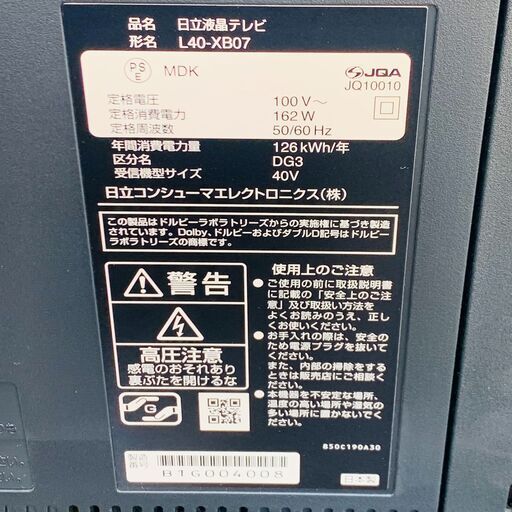 品名 日立液晶テレビ
形名 L40-XB07
PS E MDK JQA
JQ10010
定格電圧 100 V～
定格消費電力 162 W
定格周波数 50/60 Hz
年間消費電力量 126 kWh/年
区分名 DG3
受信機型サイズ 40V
日立コンシューマエレクトロニクス(株)
この製品はドルビーラボラトリーズからの実施権に基づき製造
されています。Dolby、ドルビーおよびダブルD記号はドルビー
ラボラトリーズの商標です。
警告
高圧注意
感電のおそれあり
裏ぶたを開けるな
使用上のご注意
●ご使用の前に取扱説明書
に記載の「安全上のご注
意」及び取扱い方法を
よくお読みのうえ、正し
くお使いください。
●お手入れの際は、安全の
ため電源プラグを抜いて
ください。
また、内部の掃除をする
ときは販売店にご相談く
ださい。
●本機器を不安定な場所、
温度の高い場所や湿気の
多い場所に置かないでく
ださい。
G
850C190A30
製造番号 B1G004008
日本製